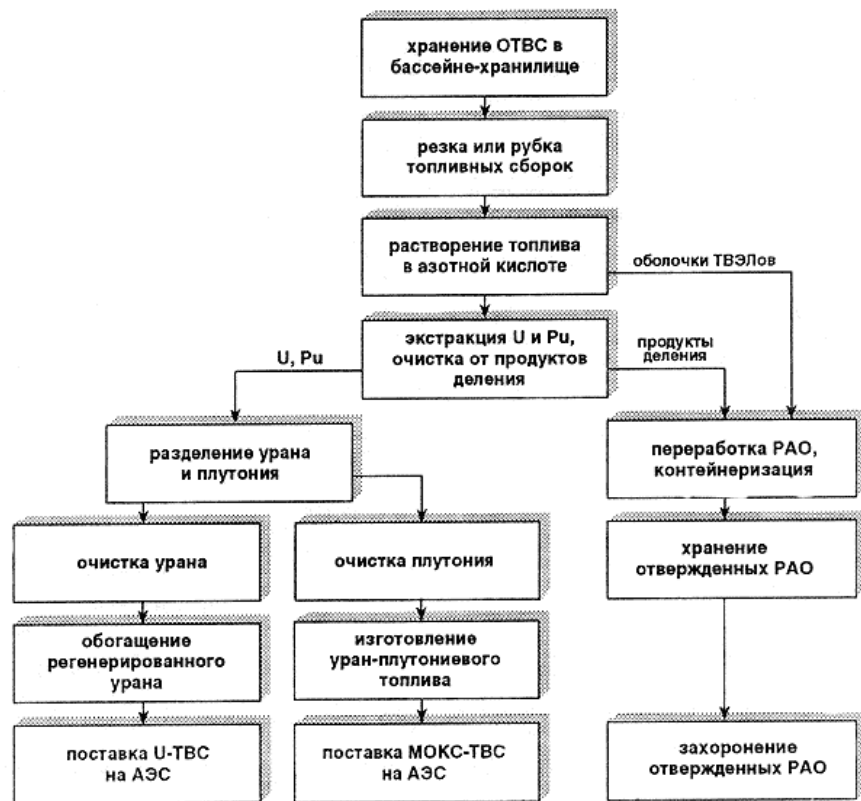 хранение ОТВС в
бассейне-хранилище
резка или рубка
топливных сборок
растворение топлива
в азотной кислоте
оболочки ТВЭЛов
экстракция U и Pu,
очистка от продуктов
деления
U, Pu
продукты
деления
разделение урана
и плутония
переработка РАО,
контейнеризация
очистка урана
очистка плутония
хранение
отвержденных РАО
обогащение
регенерированного
урана
изготовление
уран-плутониевого
топлива
поставка U-ТВС
на АЭС
поставка МОКС-ТВС
на АЭС
захоронение
отвержденных РАО